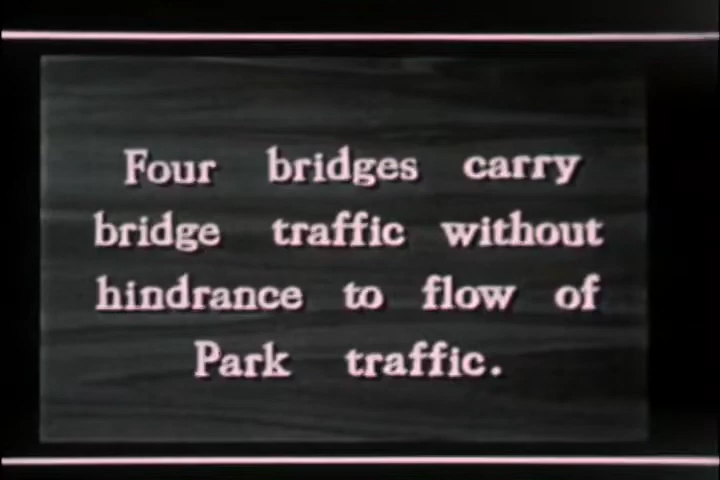 Four bridges carry
bridge traffic without
hindrance to flow of
Park traffic.